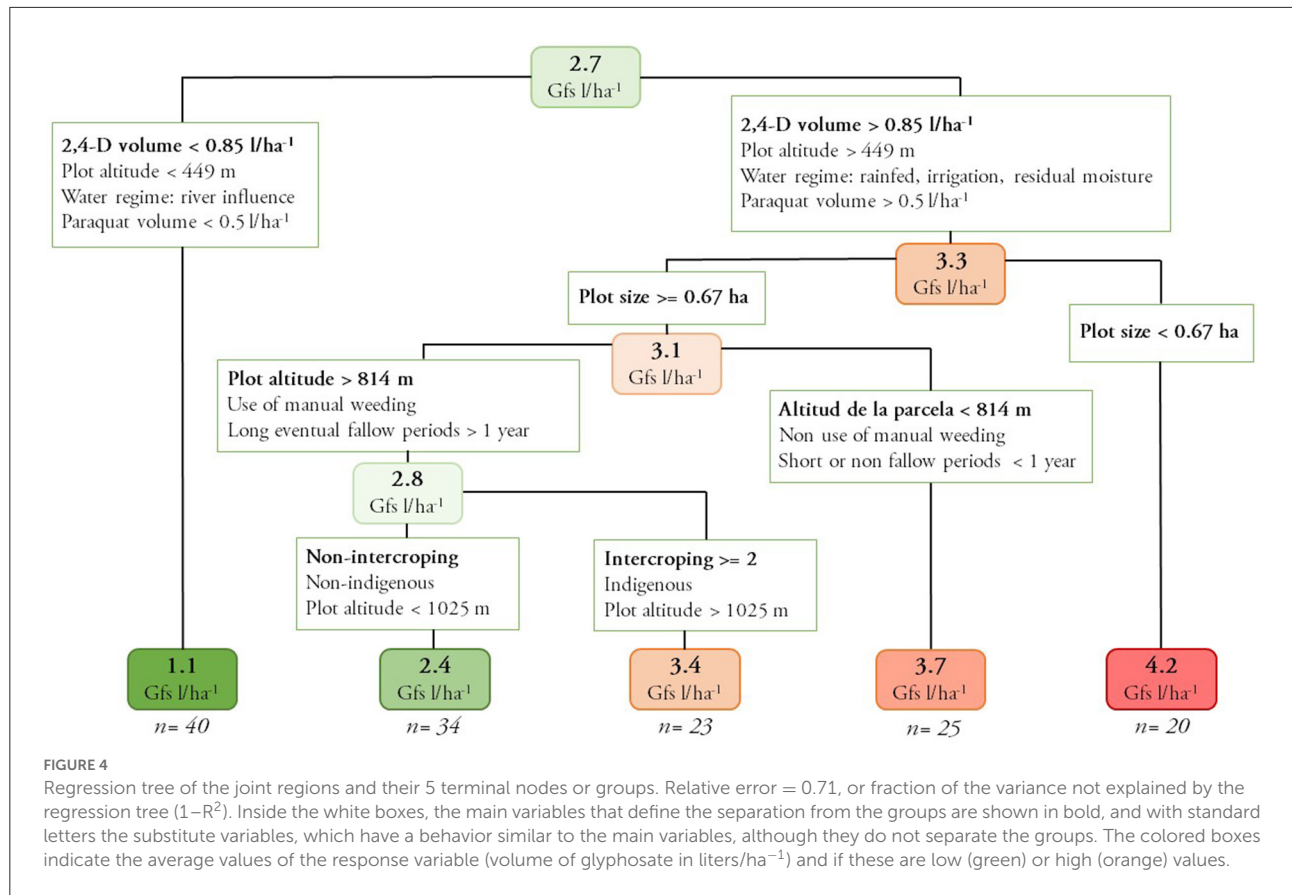 2.7
Gfs l/ha⁻¹
2,4-D volume < 0.85 l/ha⁻¹
Plot altitude < 449 m
Water regime: river influence
Paraquat volume < 0.5 l/ha⁻¹
2,4-D volume > 0.85 l/ha⁻¹
Plot altitude > 449 m
Water regime: rainfed, irrigation, residual moisture
Paraquat volume > 0.5 l/ha⁻¹
3.3
Gfs l/ha⁻¹
Plot size >= 0.67 ha
Plot size < 0.67 ha
3.1
Gfs l/ha⁻¹
Plot altitude > 814 m
Use of manual weeding
Long eventual fallow periods > 1 year
Altitud de la parcela < 814 m
Non use of manual weeding
Short or non fallow periods < 1 year
2.8
Gfs l/ha⁻¹
Non-intercroping
Non-indigenous
Plot altitude < 1025 m
Intercroping >= 2
Indigenous
Plot altitude > 1025 m
1.1
Gfs l/ha⁻¹
n= 40
2.4
Gfs l/ha⁻¹
n= 34
3.4
Gfs l/ha⁻¹
n= 23
3.7
Gfs l/ha⁻¹
n= 25
4.2
Gfs l/ha⁻¹
n= 20
FIGURE 4
Regression tree of the joint regions and their 5 terminal nodes or groups. Relative error = 0.71, or fraction of the variance not explained by the
regression tree (1–R²). Inside the white boxes, the main variables that define the separation from the groups are shown in bold, and with standard
letters the substitute variables, which have a behavior similar to the main variables, although they do not separate the groups. The colored boxes
indicate the average values of the response variable (volume of glyphosate in liters/ha⁻¹) and if these are low (green) or high (orange) values.